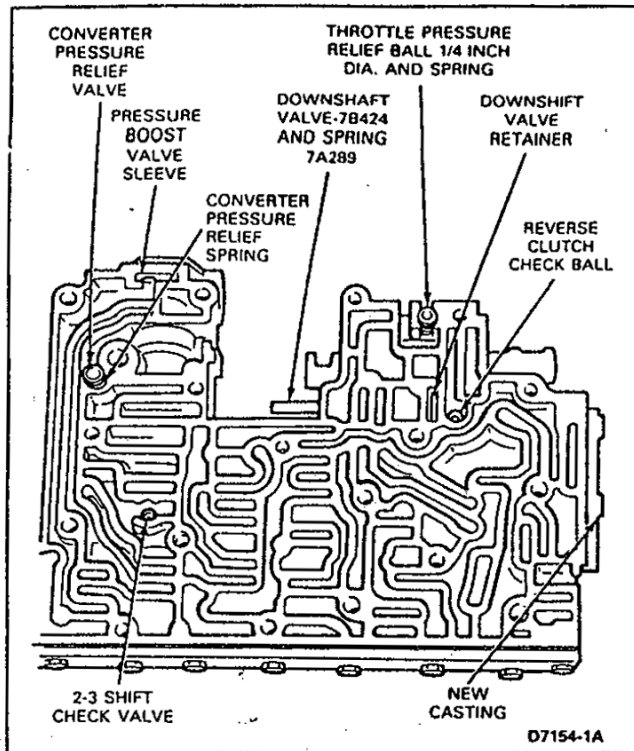 CONVERTER
PRESSURE
RELIEF
VALVE
PRESSURE
BOOST
VALVE
SLEEVE
CONVERTER
PRESSURE
RELIEF
SPRING
DOWNSHAFT
VALVE-7B424
AND SPRING
7A289
THROTTLE PRESSURE
RELIEF BALL 1/4 INCH
DIA. AND SPRING
DOWNSHIFT
VALVE
RETAINER
REVERSE
CLUTCH
CHECK BALL
2-3 SHIFT
CHECK VALVE
NEW
CASTING
D7154-1A